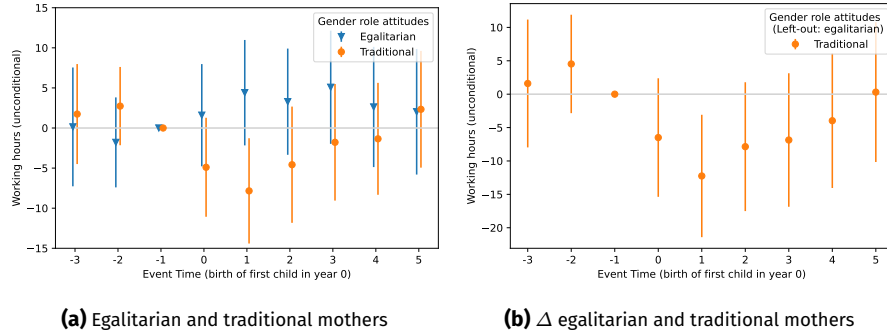 15
10
5
0
−5
−10
−15
Working hours (unconditional)
Gender role attitudes
Egalitarian
Traditional
-3 -2 -1 0 1 2 3 4 5
Event Time (birth of first child in year 0)
(a) Egalitarian and traditional mothers
10
5
0
−5
−10
−15
−20
Working hours (unconditional)
Gender role attitudes
(Left-out: egalitarian)
Traditional
-3 -2 -1 0 1 2 3 4 5
Event Time (birth of first child in year 0)
(b) Δ egalitarian and traditional mothers